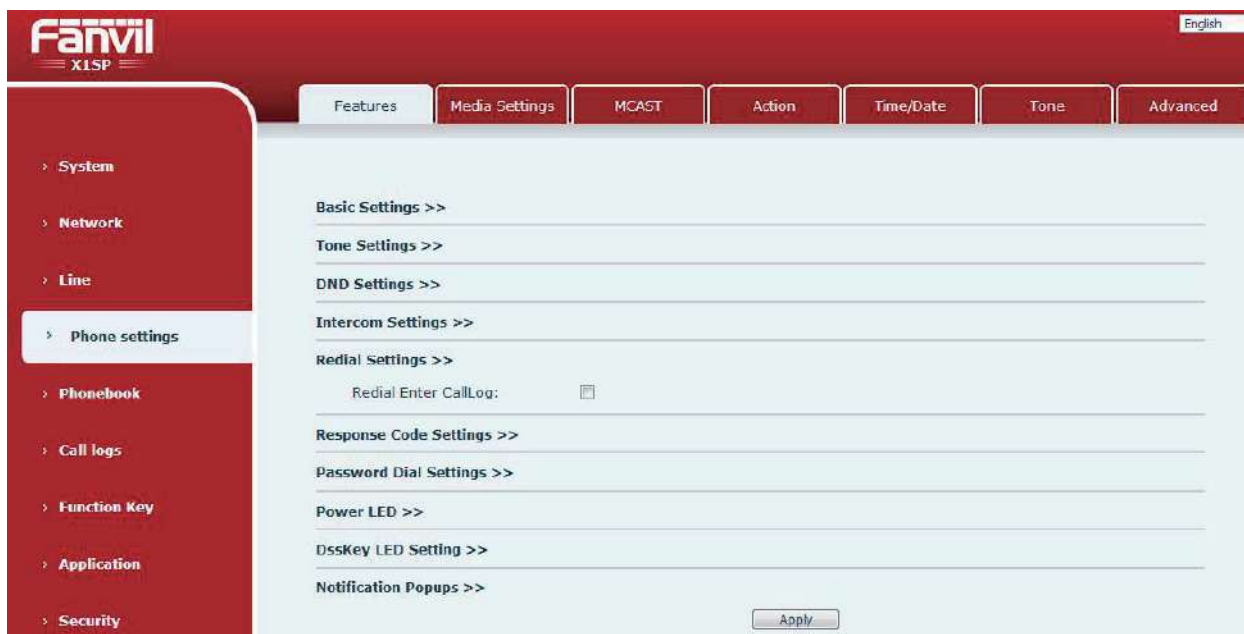 Fanvil
X1SP
English
Features
Media Settings
MCAST
Action
Time/Date
Tone
Advanced
› System
› Network
› Line
› Phone settings
› Phonebook
› Call logs
› Function Key
› Application
› Security
Basic Settings >>
Tone Settings >>
DND Settings >>
Intercom Settings >>
Redial Settings >>
Redial Enter CallLog:
Response Code Settings >>
Password Dial Settings >>
Power LED >>
DssKey LED Setting >>
Notification Popups >>
Apply